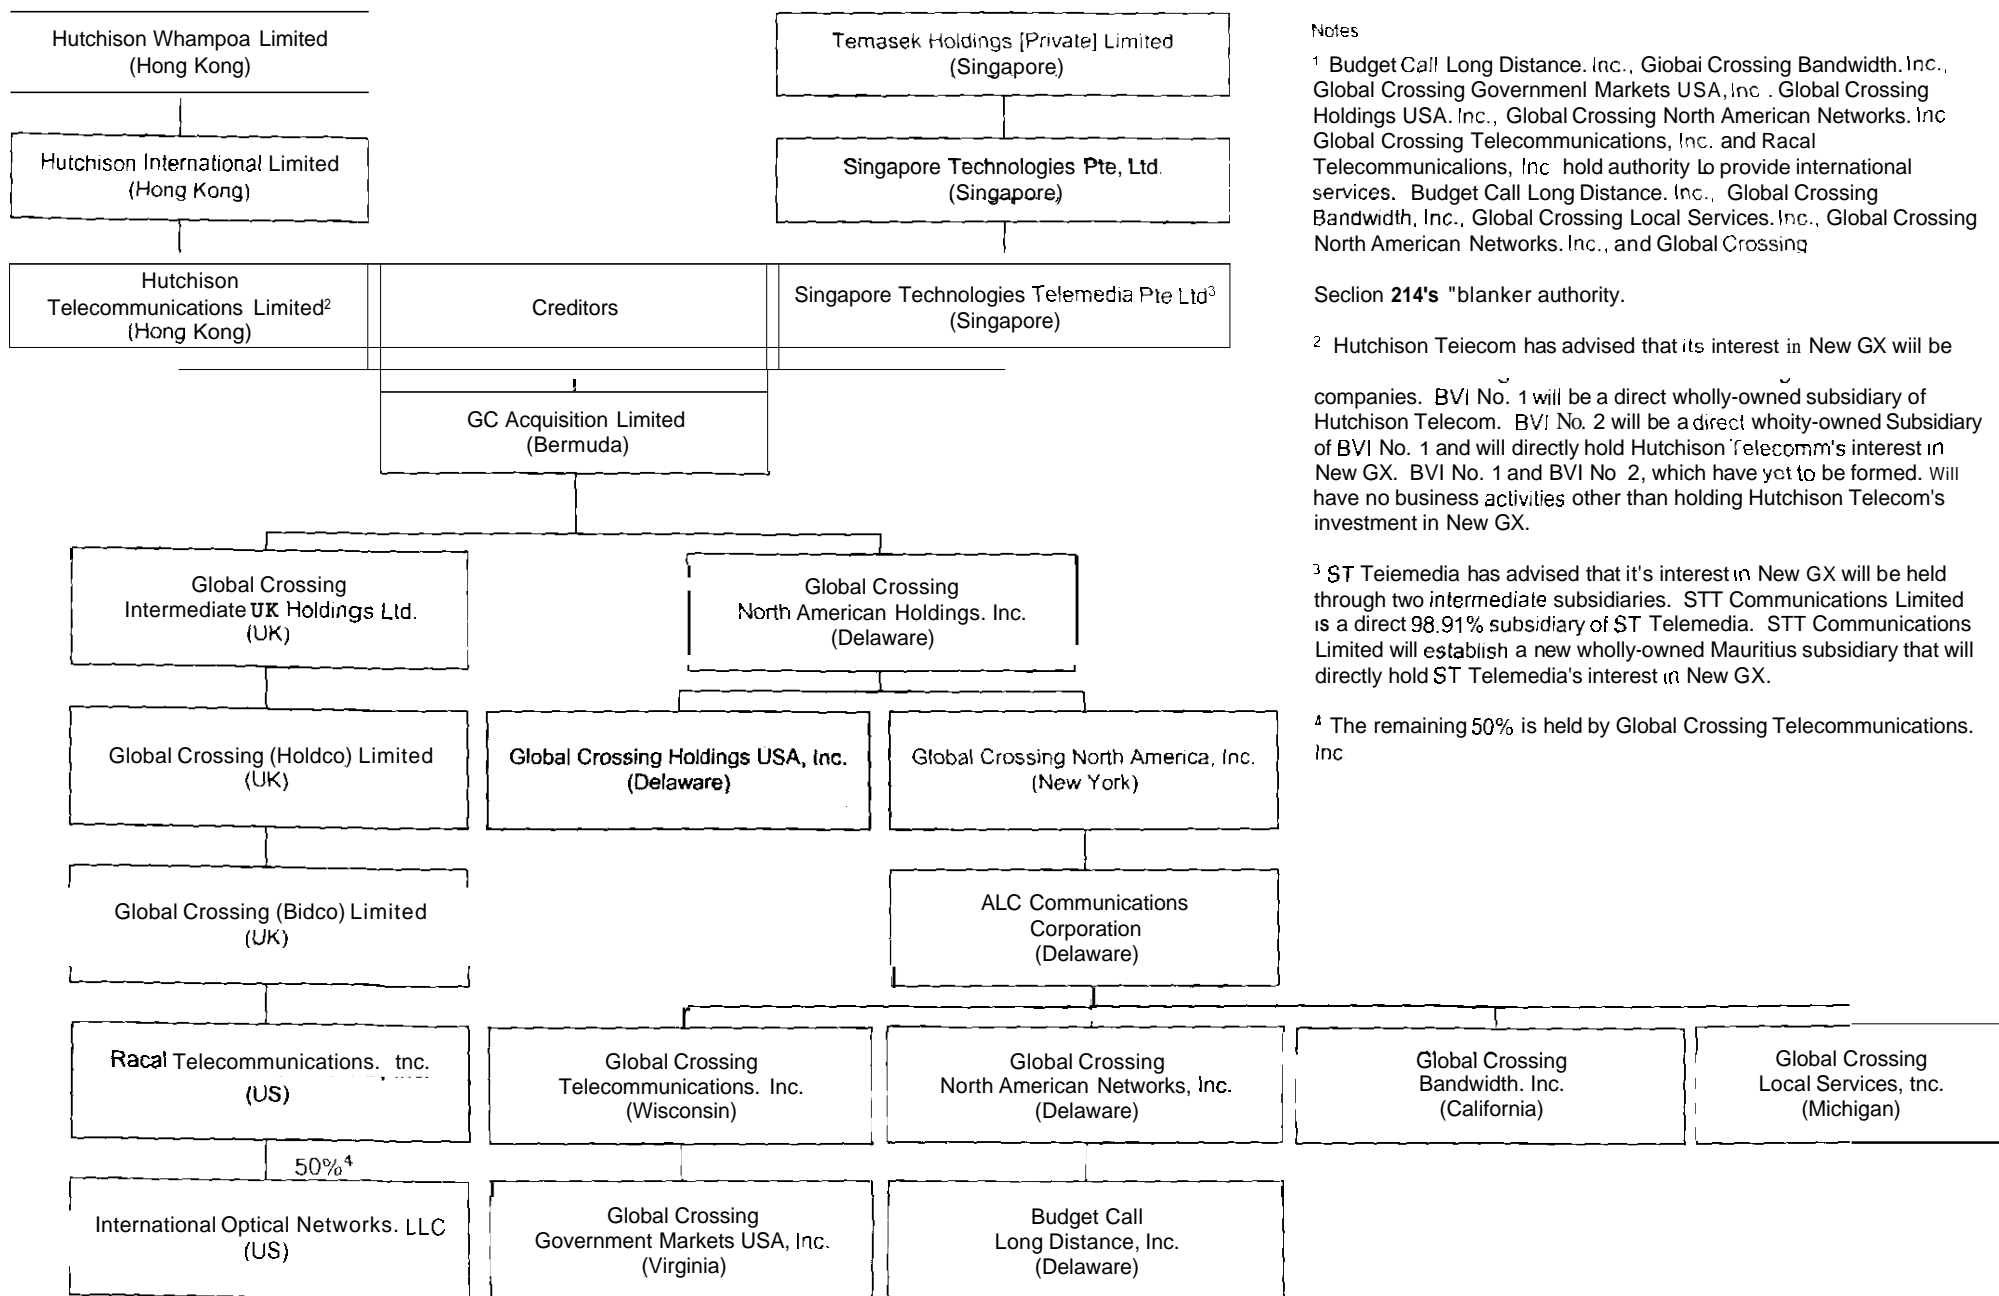 Hutchison Whampoa Limited
(Hong Kong)
Temasek Holdings [Private] Limited
(Singapore)
Hutchison International Limited
(Hong Kong)
Singapore Technologies Pte, Ltd.
(Singapore)
Hutchison
Telecommunications Limited²
(Hong Kong)
Creditors
Singapore Technologies Telemedia Pte Ltd³
(Singapore)
GC Acquisition Limited
(Bermuda)
Global Crossing
Intermediate UK Holdings Ltd.
(UK)
Global Crossing
North American Holdings. Inc.
(Delaware)
Global Crossing (Holdco) Limited
(UK)
Global Crossing Holdings USA, Inc.
(Delaware)
Global Crossing North America, Inc.
(New York)
Global Crossing (Bidco) Limited
(UK)
ALC Communications
Corporation
(Delaware)
Racal Telecommunications. tnc.
(US)
Global Crossing
Telecommunications. Inc.
(Wisconsin)
Global Crossing
North American Networks, Inc.
(Delaware)
Global Crossing
Bandwidth. Inc.
(California)
Global Crossing
Local Services, tnc.
(Michigan)
50%⁴
International Optical Networks. LLC
(US)
Global Crossing
Government Markets USA, Inc.
(Virginia)
Budget Call
Long Distance, Inc.
(Delaware)
Notes
¹ Budget Call Long Distance. Inc., Giobai Crossing Bandwidth. Inc.,
Global Crossing Governmenl Markets USA, Inc . Global Crossing
Holdings USA. Inc., Global Crossing North American Networks. Inc
Global Crossing Telecommunications, Inc. and Racal
Telecommunicalions, Inc hold authority to provide international
services. Budget Call Long Distance. Inc., Global Crossing
Bandwidth, Inc., Global Crossing Local Services. Inc., Global Crossing
North American Networks. Inc., and Global Crossing
Seclion 214's "blanker authority.
² Hutchison Teiecom has advised that its interest in New GX wiil be
companies. BVI No. 1 will be a direct wholly-owned subsidiary of
Hutchison Telecom. BVI No. 2 will be a direct whoity-owned Subsidiary
of BVI No. 1 and will directly hold Hutchison Telecomm's interest in
New GX. BVI No. 1 and BVI No 2, which have yet to be formed. Will
have no business activities other than holding Hutchison Telecom's
investment in New GX.
³ ST Teiemedia has advised that it's interest in New GX will be held
through two intermediate subsidiaries. STT Communications Limited
is a direct 98.91% subsidiary of ST Telemedia. STT Communications
Limited will establish a new wholly-owned Mauritius subsidiary that will
directly hold ST Telemedia's interest in New GX.
⁴ The remaining 50% is held by Global Crossing Telecommunications.
Inc